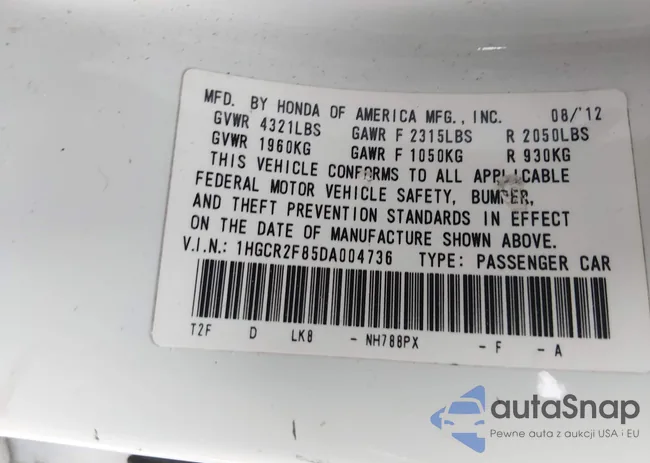 MFD. BY HONDA OF AMERICA MFG., INC. 08/'12
GVWR 4321LBS GAWR F 2315LBS R 2050LBS
GVWR 1960KG GAWR F 1050KG R 930KG
THIS VEHICLE CONFORMS TO ALL APPLICABLE
FEDERAL MOTOR VEHICLE SAFETY, BUMPER,
AND THEFT PREVENTION STANDARDS IN EFFECT
ON THE DATE OF MANUFACTURE SHOWN ABOVE.
V.I.N.: 1HGCR2F85DA004736 TYPE: PASSENGER CAR
T2F D LK8 - NH788PX - F - A
autaSnap
Pewne auta z aukcji USA i EU